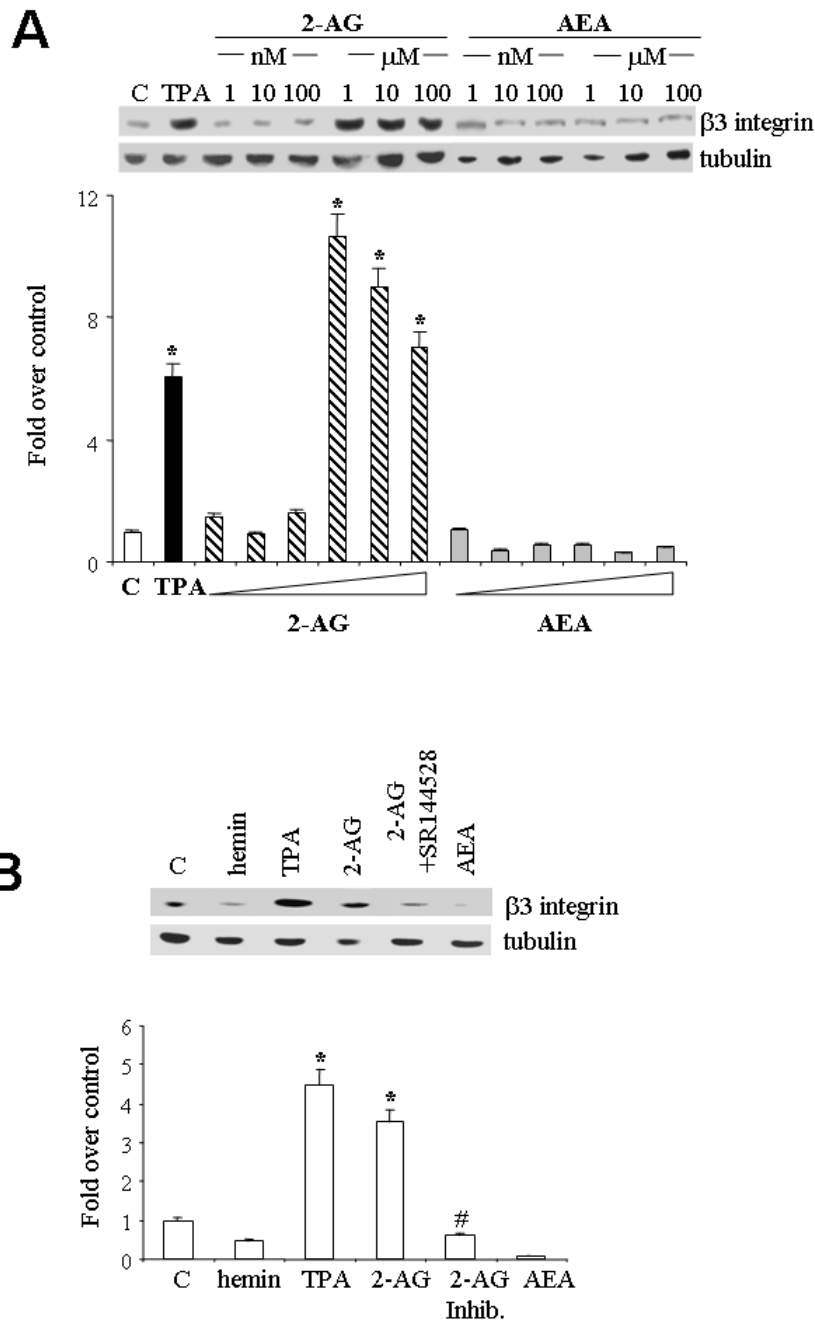 A
2-AG AEA
nM µM nM µM
C TPA 1 10 100 1 10 100 1 10 100 1 10 100
β3 integrin
tubulin
12
8
4
0
Fold over control
* * * *
C TPA
2-AG AEA
B
C
hemin
TPA
2-AG
2-AG
+SR144528
AEA
β3 integrin
tubulin
6
5
4
3
2
1
0
Fold over control
* * #
C hemin TPA 2-AG 2-AG AEA
Inhib.